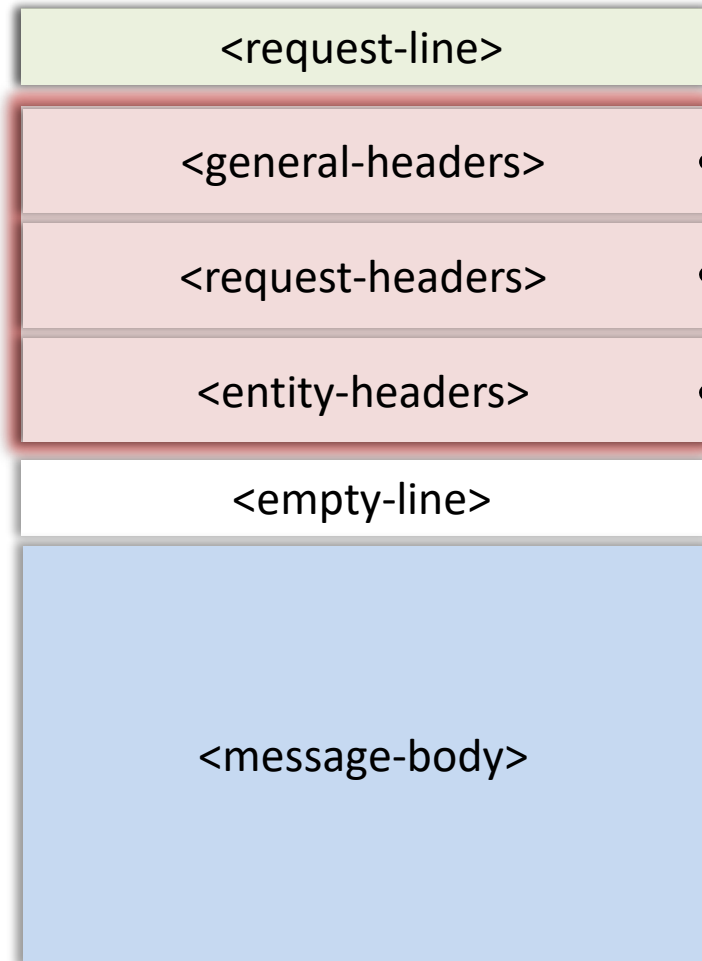 <request-line>
<general-headers>
<request-headers>
<entity-headers>
<empty-line>
<message-body>